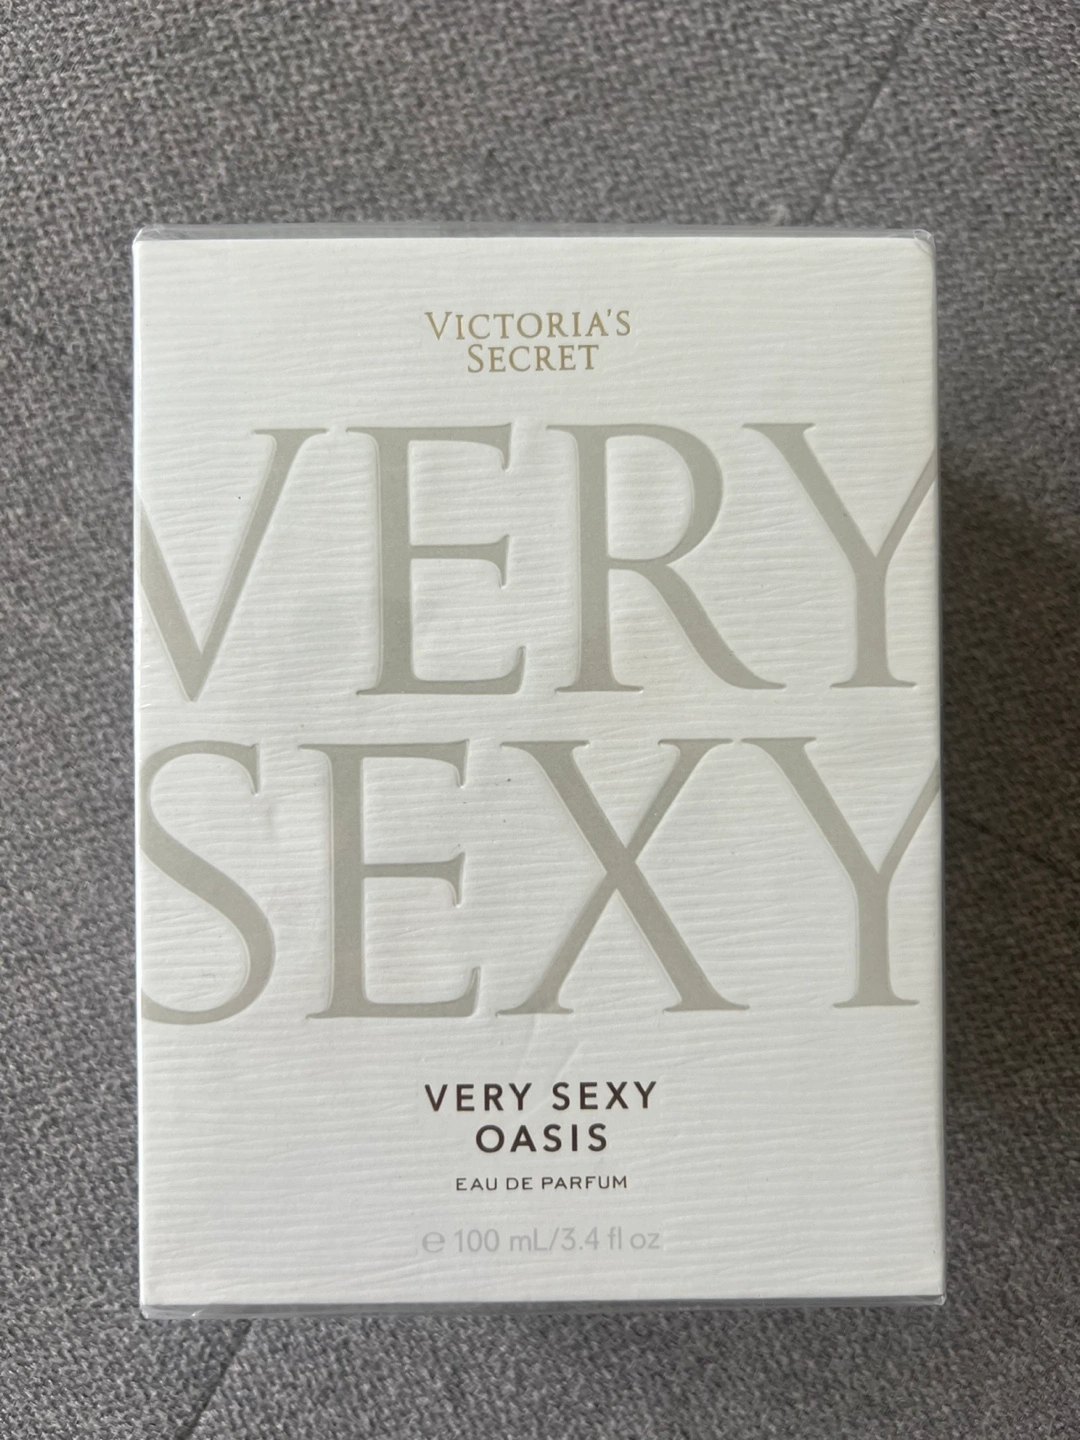 VICTORIA'S
SECRET
VERY
SEXY
VERY SEXY
OASIS
EAU DE PARFUM
℮ 100 mL/3.4 fl oz